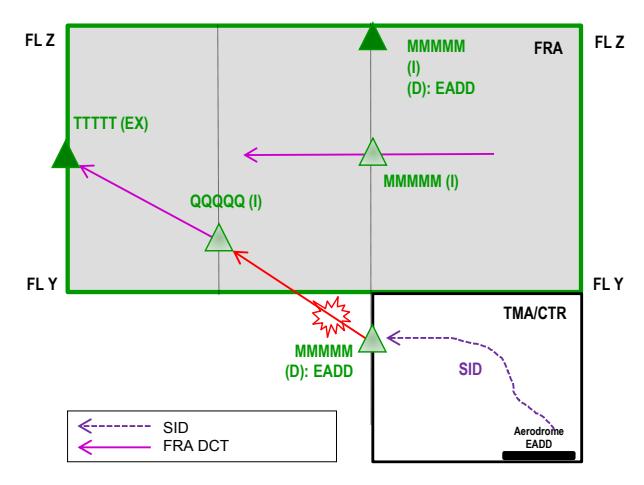 FL Z
FRA
FL Z
MMMMM
(I)
(D): EADD
TTTTT (EX)
MMMMM (I)
QQQQQ (I)
FL Y
FL Y
TMA/CTR
MMMMM
(D): EADD
SID
Aerodrome
EADD
SID
FRA DCT